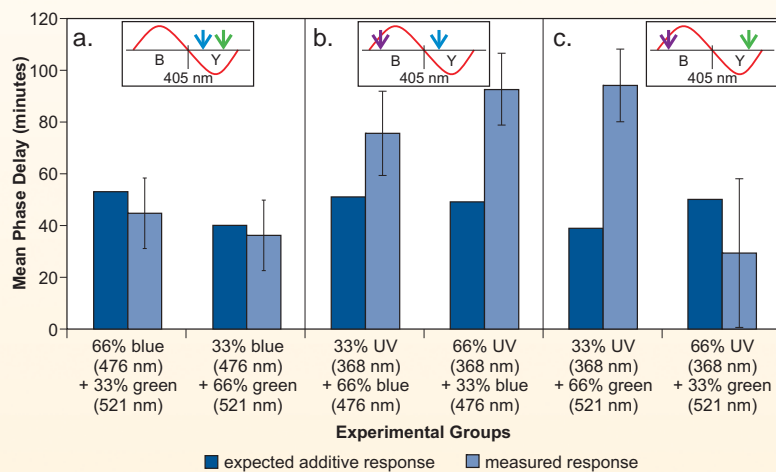 120
100
80
60
40
20
0
Mean Phase Delay (minutes)
a.
B Y
405 nm
b.
B Y
405 nm
c.
B Y
405 nm
66% blue
(476 nm)
+ 33% green
(521 nm)
33% blue
(476 nm)
+ 66% green
(521 nm)
33% UV
(368 nm)
+ 66% blue
(476 nm)
66% UV
(368 nm)
+ 33% blue
(476 nm)
33% UV
(368 nm)
+ 66% green
(521 nm)
66% UV
(368 nm)
+ 33% green
(521 nm)
Experimental Groups
expected additive response
measured response